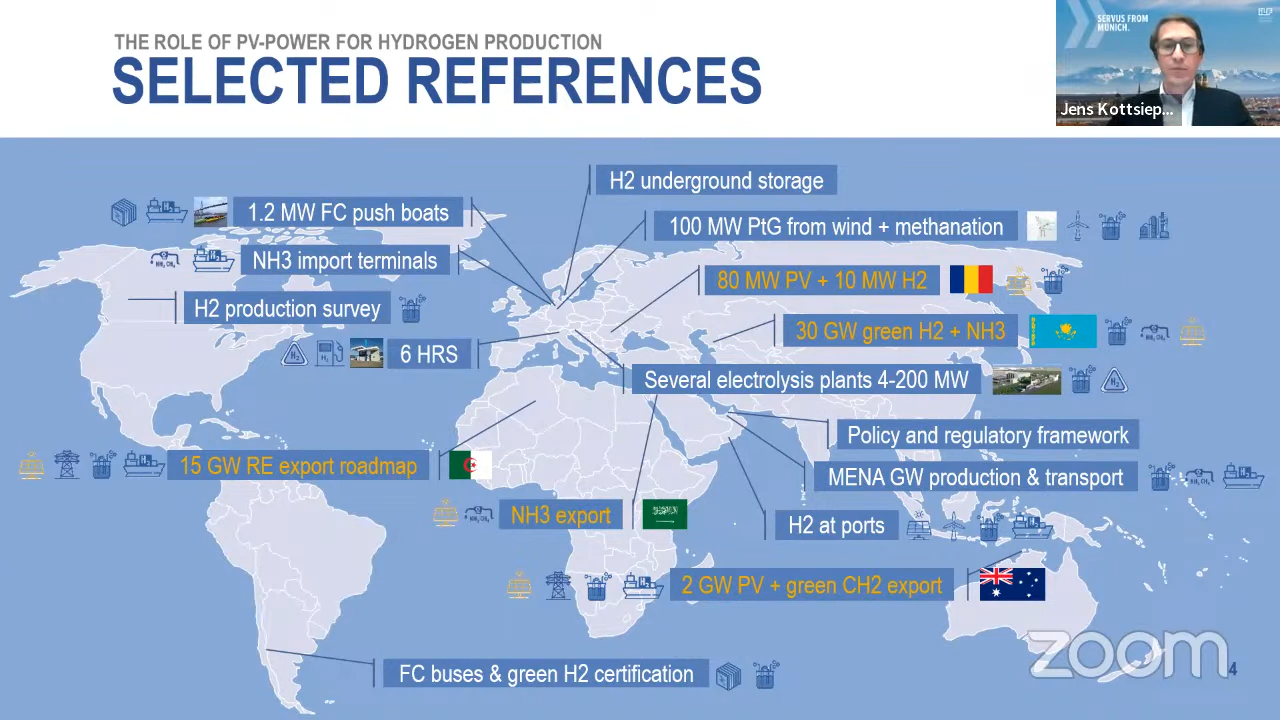 THE ROLE OF PV-POWER FOR HYDROGEN PRODUCTION
SELECTED REFERENCES
SERVUS FROM
MUNICH.
Jens Kottsiep...
H2 underground storage
1.2 MW FC push boats
100 MW PtG from wind + methanation
NH3 import terminals
80 MW PV + 10 MW H2
H2 production survey
30 GW green H2 + NH3
6 HRS
Several electrolysis plants 4-200 MW
Policy and regulatory framework
15 GW RE export roadmap
MENA GW production & transport
NH3 export
H2 at ports
2 GW PV + green CH2 export
FC buses & green H2 certification
zoom
4